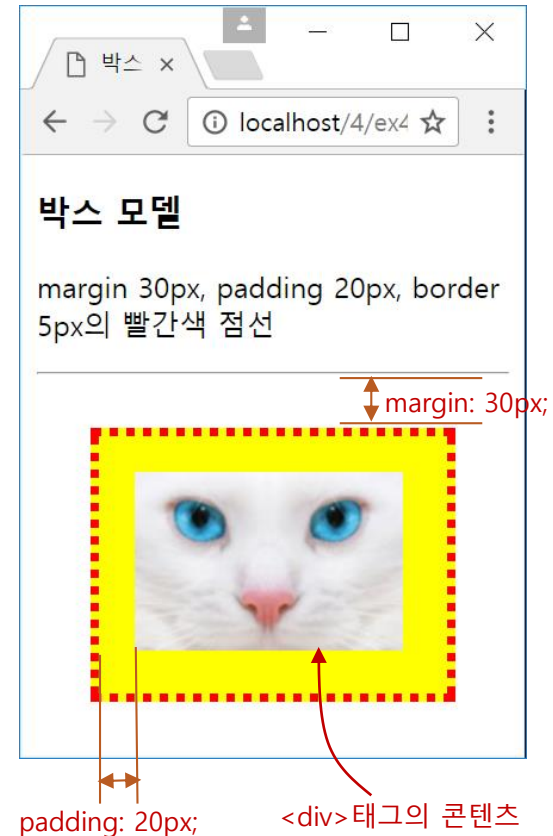 박스
localhost/4/ex4
박스 모델
margin 30px, padding 20px, border
5px의 빨간색 점선
margin: 30px;
padding: 20px;
<div>태그의 콘텐츠